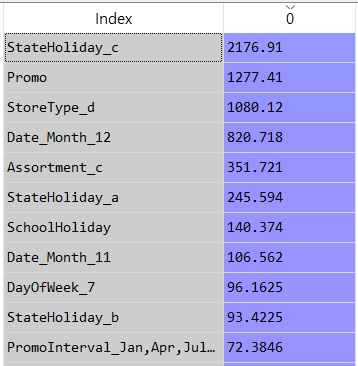 Index 0
StateHoliday_c 2176.91
Promo 1277.41
StoreType_d 1080.12
Date_Month_12 820.718
Assortment_c 351.721
StateHoliday_a 245.594
SchoolHoliday 140.374
Date_Month_11 106.562
DayOfWeek_7 96.1625
StateHoliday_b 93.4225
PromoInterval_Jan,Apr,Jul… 72.3846